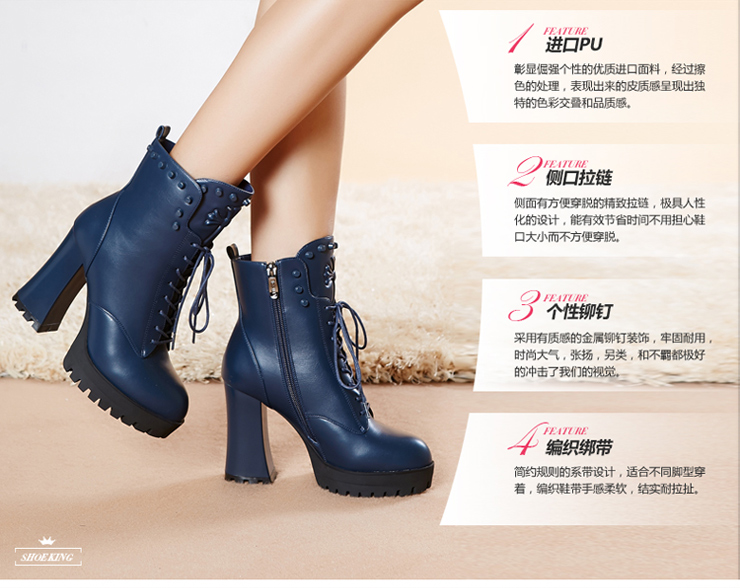 1 FEATURE
进口PU
彰显倔强个性的优质进口面料，经过擦
色的处理，表现出来的皮质感呈现出独
特的色彩交叠和品质感。
2 FEATURE
侧口拉链
侧面有方便穿脱的精致拉链，极具人性
化的设计，能有效节省时间不用担心鞋
口大小而不方便穿脱。
3 FEATURE
个性铆钉
采用有质感的金属铆钉装饰，牢固耐用，
时尚大气，张扬，另类，和不羁都极好
的冲击了我们的视觉。
4 FEATURE
编织绑带
简约规则的系带设计，适合不同脚型穿
着，编织鞋带手感柔软，结实耐拉扯。
SHOEKING